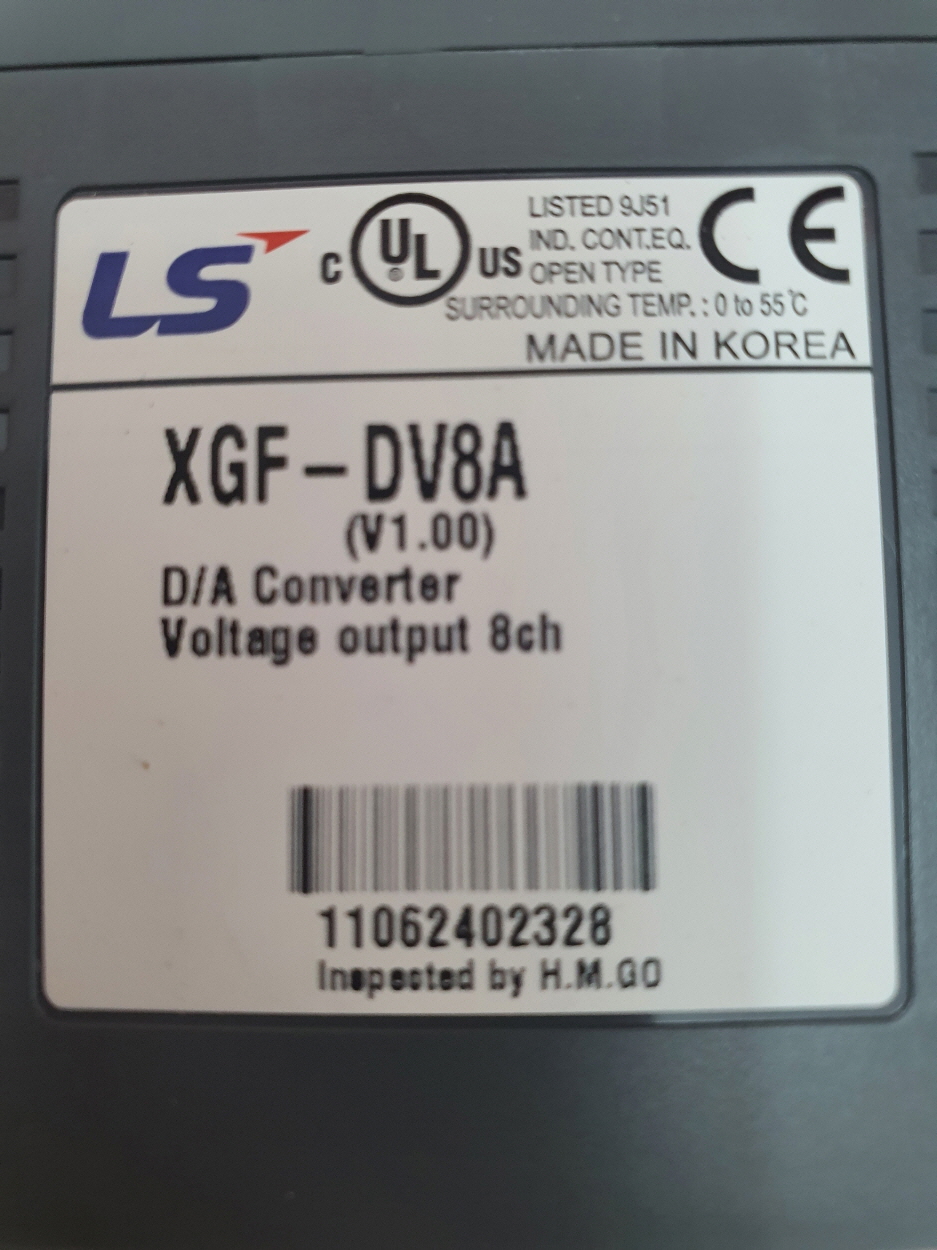 LS
C UL US
LISTED 9J51
IND. CONT.EQ.
OPEN TYPE
CE
SURROUNDING TEMP. : 0 to 55℃
MADE IN KOREA
XGF-DV8A
(V1.00)
D/A Converter
Voltage output 8ch
11062402328
Inspected by H.M.GO